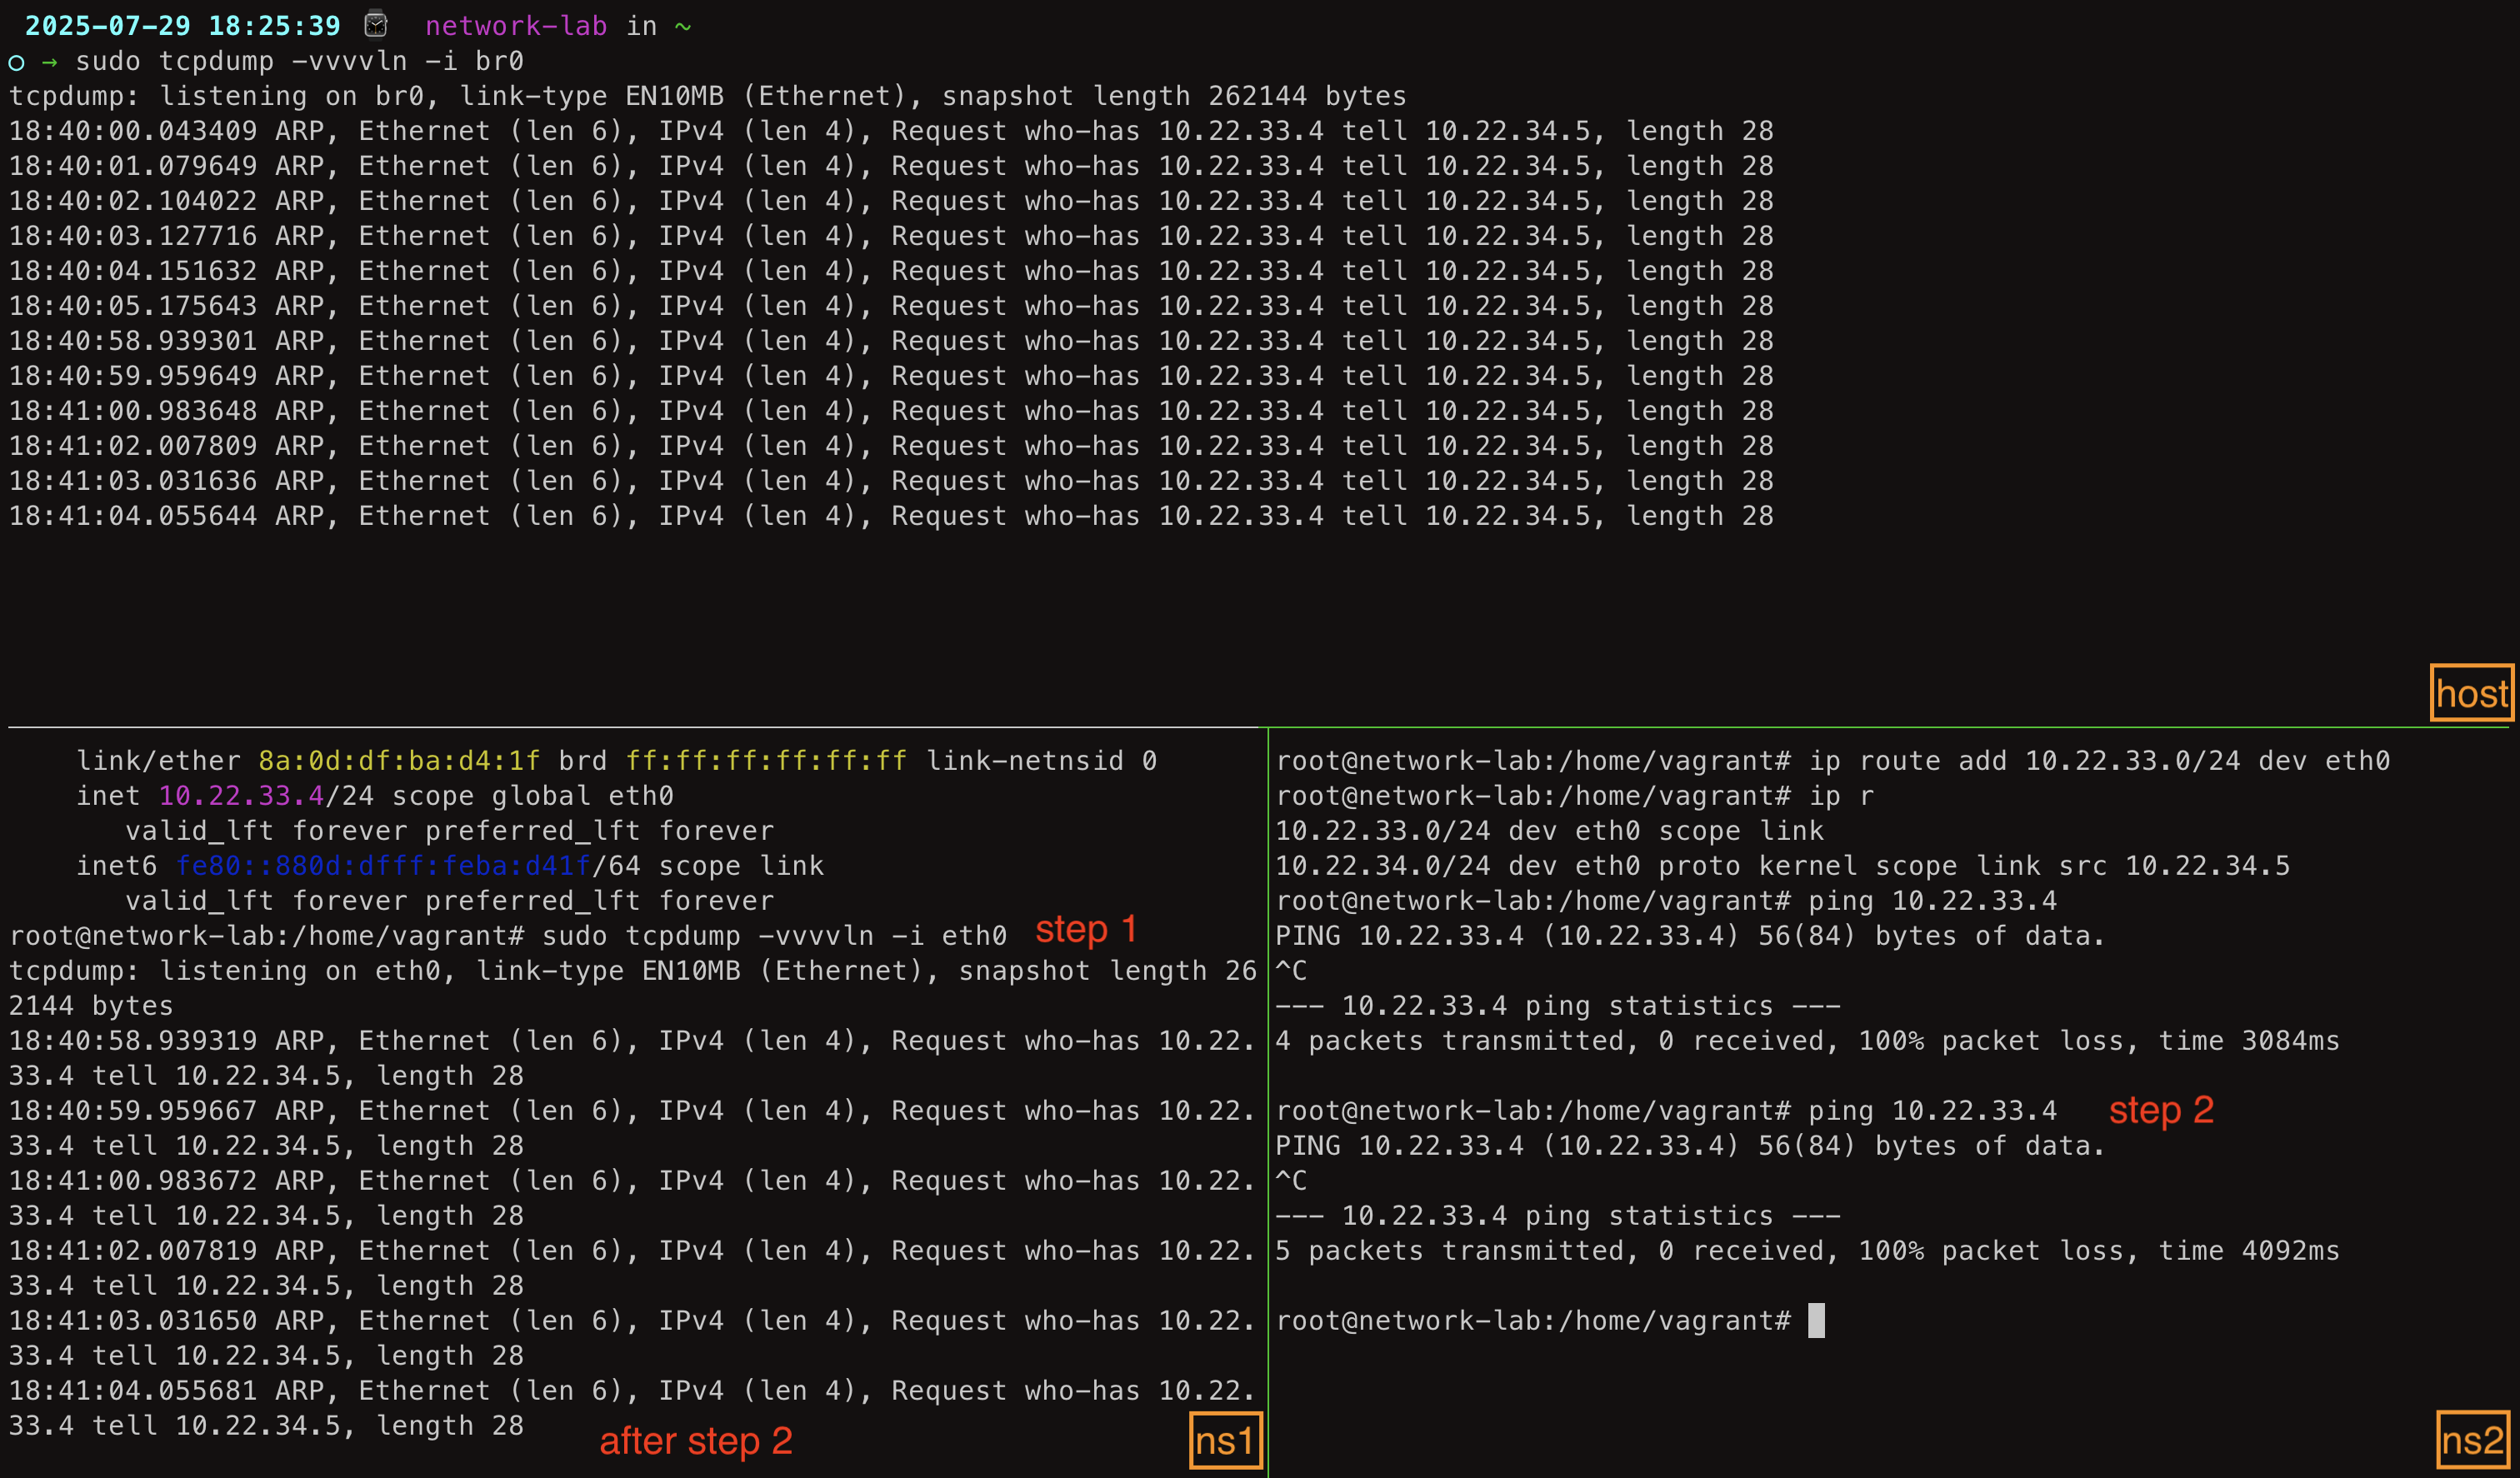 2025-07-29 18:25:39 ⌚ network-lab in ~
○ → sudo tcpdump -vvvvln -i br0
tcpdump: listening on br0, link-type EN10MB (Ethernet), snapshot length 262144 bytes
18:40:00.043409 ARP, Ethernet (len 6), IPv4 (len 4), Request who-has 10.22.33.4 tell 10.22.34.5, length 28
18:40:01.079649 ARP, Ethernet (len 6), IPv4 (len 4), Request who-has 10.22.33.4 tell 10.22.34.5, length 28
18:40:02.104022 ARP, Ethernet (len 6), IPv4 (len 4), Request who-has 10.22.33.4 tell 10.22.34.5, length 28
18:40:03.127716 ARP, Ethernet (len 6), IPv4 (len 4), Request who-has 10.22.33.4 tell 10.22.34.5, length 28
18:40:04.151632 ARP, Ethernet (len 6), IPv4 (len 4), Request who-has 10.22.33.4 tell 10.22.34.5, length 28
18:40:05.175643 ARP, Ethernet (len 6), IPv4 (len 4), Request who-has 10.22.33.4 tell 10.22.34.5, length 28
18:40:58.939301 ARP, Ethernet (len 6), IPv4 (len 4), Request who-has 10.22.33.4 tell 10.22.34.5, length 28
18:40:59.959649 ARP, Ethernet (len 6), IPv4 (len 4), Request who-has 10.22.33.4 tell 10.22.34.5, length 28
18:41:00.983648 ARP, Ethernet (len 6), IPv4 (len 4), Request who-has 10.22.33.4 tell 10.22.34.5, length 28
18:41:02.007809 ARP, Ethernet (len 6), IPv4 (len 4), Request who-has 10.22.33.4 tell 10.22.34.5, length 28
18:41:03.031636 ARP, Ethernet (len 6), IPv4 (len 4), Request who-has 10.22.33.4 tell 10.22.34.5, length 28
18:41:04.055644 ARP, Ethernet (len 6), IPv4 (len 4), Request who-has 10.22.33.4 tell 10.22.34.5, length 28
host
link/ether 8a:0d:df:ba:d4:1f brd ff:ff:ff:ff:ff:ff link-netnsid 0
inet 10.22.33.4/24 scope global eth0
valid_lft forever preferred_lft forever
inet6 fe80::880d:dfff:feba:d41f/64 scope link
valid_lft forever preferred_lft forever
root@network-lab:/home/vagrant# sudo tcpdump -vvvvln -i eth0 step 1
tcpdump: listening on eth0, link-type EN10MB (Ethernet), snapshot length 26
2144 bytes
18:40:58.939319 ARP, Ethernet (len 6), IPv4 (len 4), Request who-has 10.22.
33.4 tell 10.22.34.5, length 28
18:40:59.959667 ARP, Ethernet (len 6), IPv4 (len 4), Request who-has 10.22.
33.4 tell 10.22.34.5, length 28
18:41:00.983672 ARP, Ethernet (len 6), IPv4 (len 4), Request who-has 10.22.
33.4 tell 10.22.34.5, length 28
18:41:02.007819 ARP, Ethernet (len 6), IPv4 (len 4), Request who-has 10.22.
33.4 tell 10.22.34.5, length 28
18:41:03.031650 ARP, Ethernet (len 6), IPv4 (len 4), Request who-has 10.22.
33.4 tell 10.22.34.5, length 28
18:41:04.055681 ARP, Ethernet (len 6), IPv4 (len 4), Request who-has 10.22.
33.4 tell 10.22.34.5, length 28
after step 2
ns1
root@network-lab:/home/vagrant# ip route add 10.22.33.0/24 dev eth0
root@network-lab:/home/vagrant# ip r
10.22.33.0/24 dev eth0 scope link
10.22.34.0/24 dev eth0 proto kernel scope link src 10.22.34.5
root@network-lab:/home/vagrant# ping 10.22.33.4
PING 10.22.33.4 (10.22.33.4) 56(84) bytes of data.
^C
--- 10.22.33.4 ping statistics ---
4 packets transmitted, 0 received, 100% packet loss, time 3084ms
root@network-lab:/home/vagrant# ping 10.22.33.4 step 2
PING 10.22.33.4 (10.22.33.4) 56(84) bytes of data.
^C
--- 10.22.33.4 ping statistics ---
5 packets transmitted, 0 received, 100% packet loss, time 4092ms
root@network-lab:/home/vagrant#
ns2